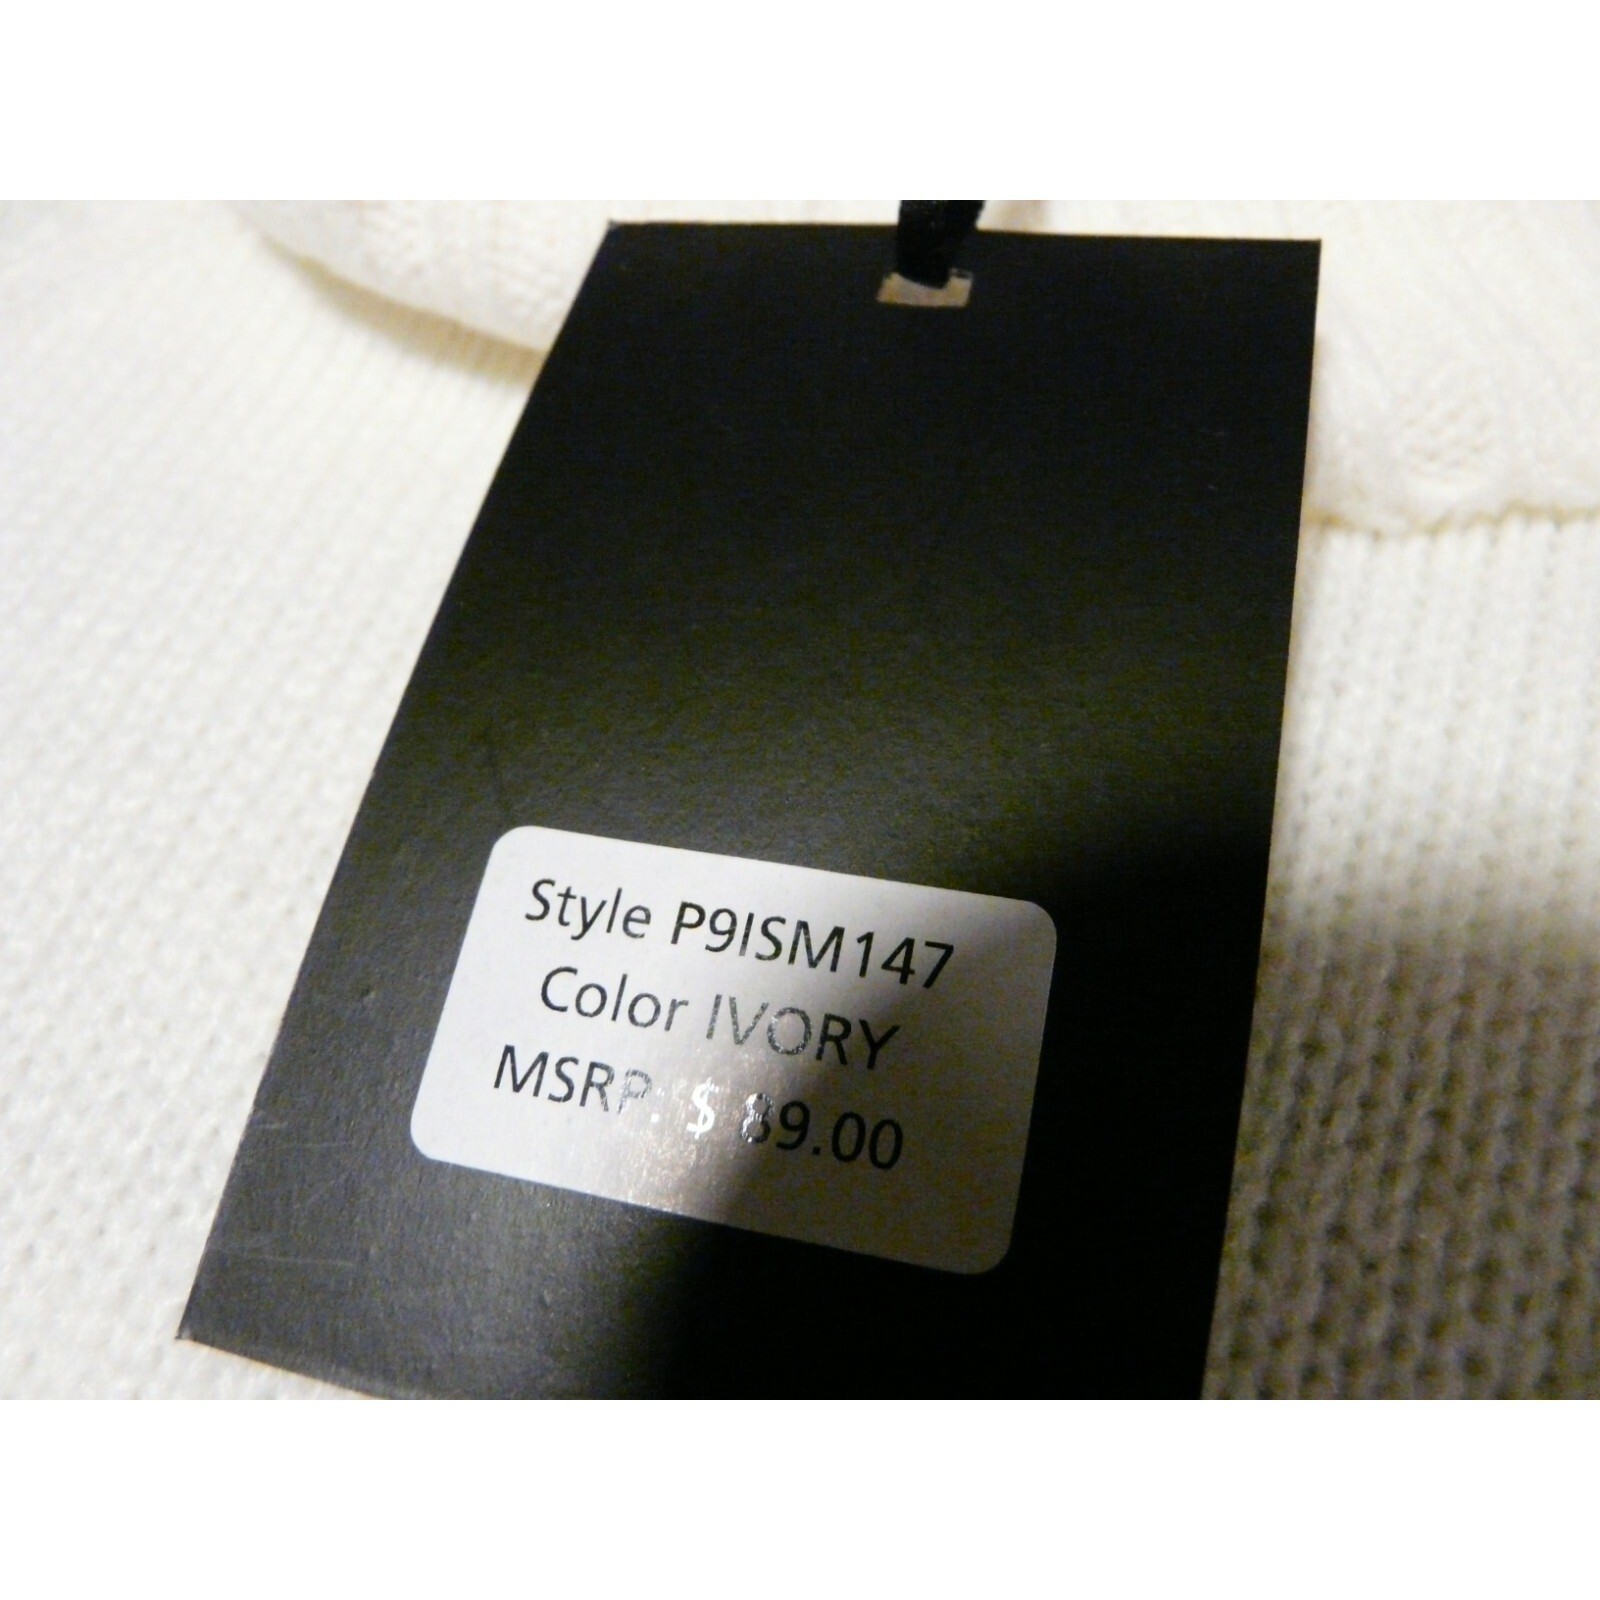 Style P9ISM147
Color IVORY
MSRP: $ 89.00